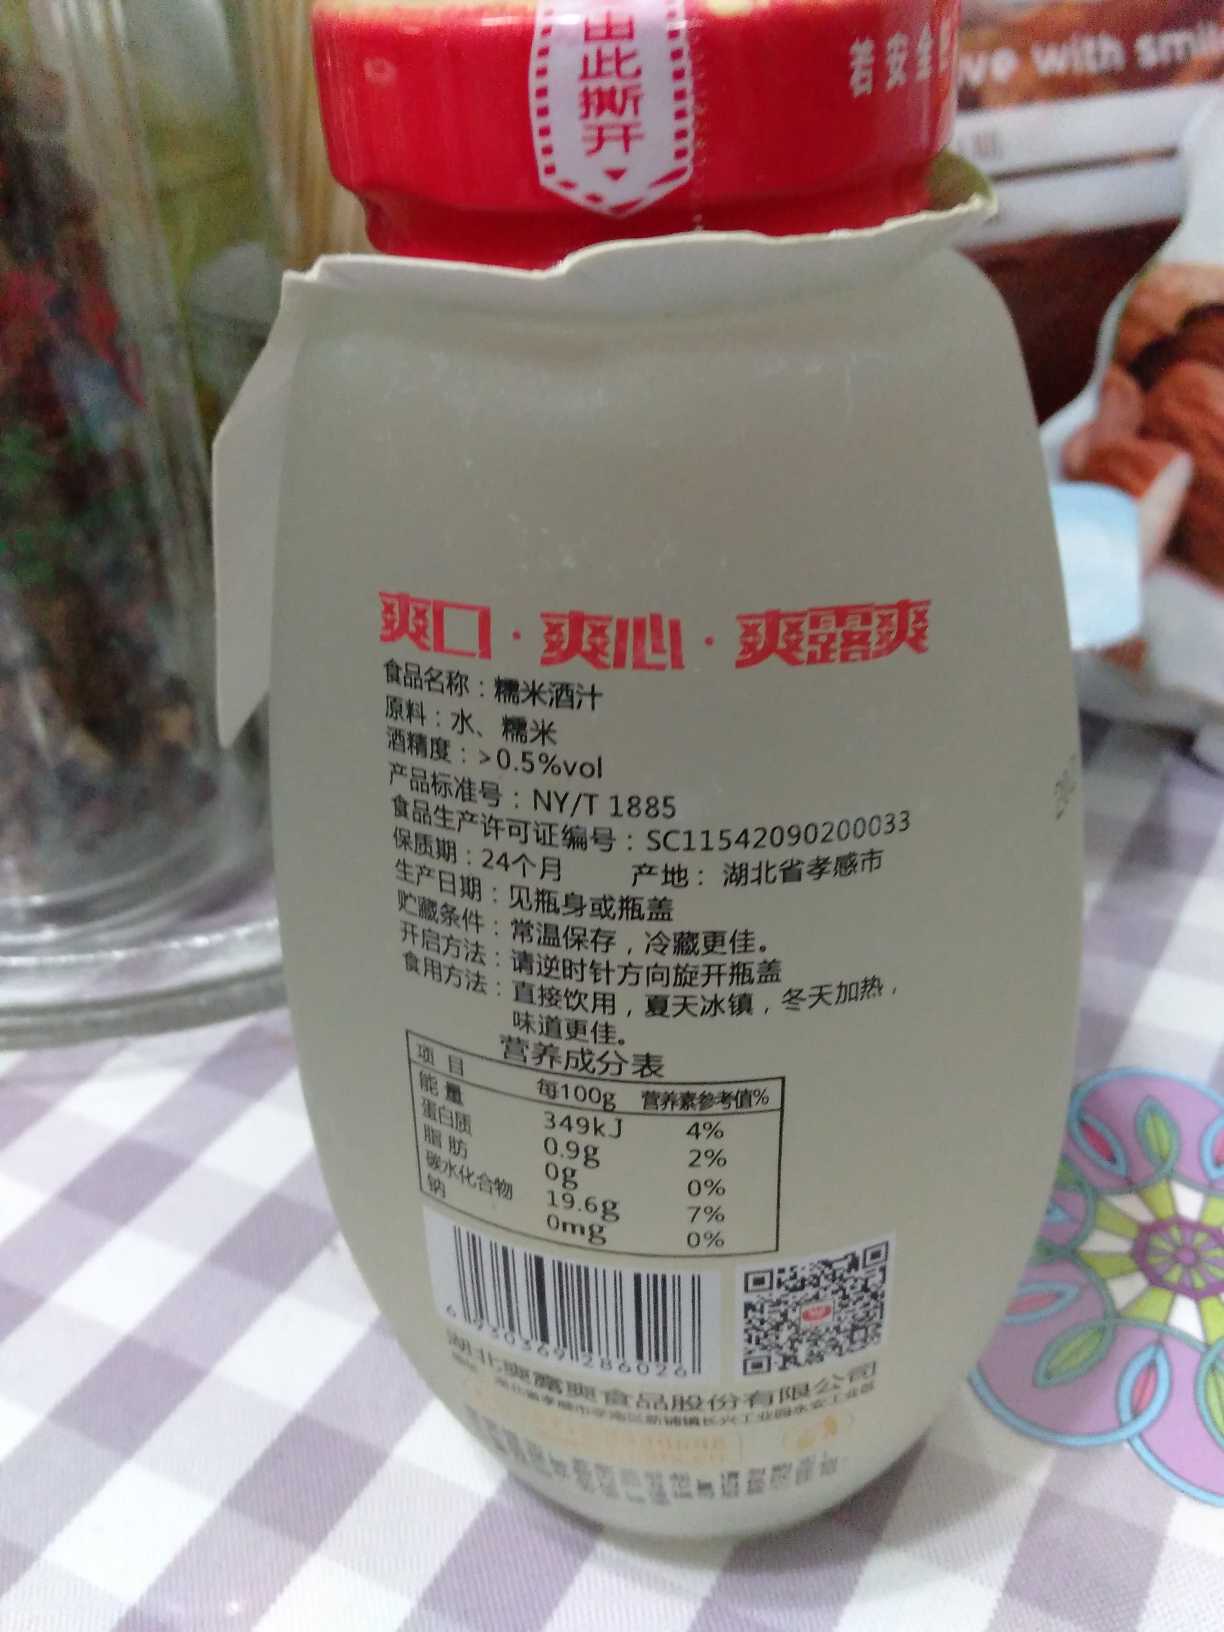 由此撕开
若安全
ve with smil
爽口·爽心·爽露爽
食品名称：糯米酒汁
原料：水、糯米
酒精度：>0.5%vol
产品标准号：NY/T 1885
食品生产许可证编号：SC11542090200033
保质期：24个月 产地：湖北省孝感市
生产日期：见瓶身或瓶盖
贮藏条件：常温保存，冷藏更佳。
开启方法：请逆时针方向旋开瓶盖
食用方法：直接饮用，夏天冰镇，冬天加热，
味道更佳。
营养成分表
项目 每100g 营养素参考值%
能量 349kJ 4%
蛋白质 0.9g 2%
脂肪 0g 0%
碳水化合物 19.6g 7%
钠 0mg 0%
6 930369 286026
湖北爽露爽食品股份有限公司